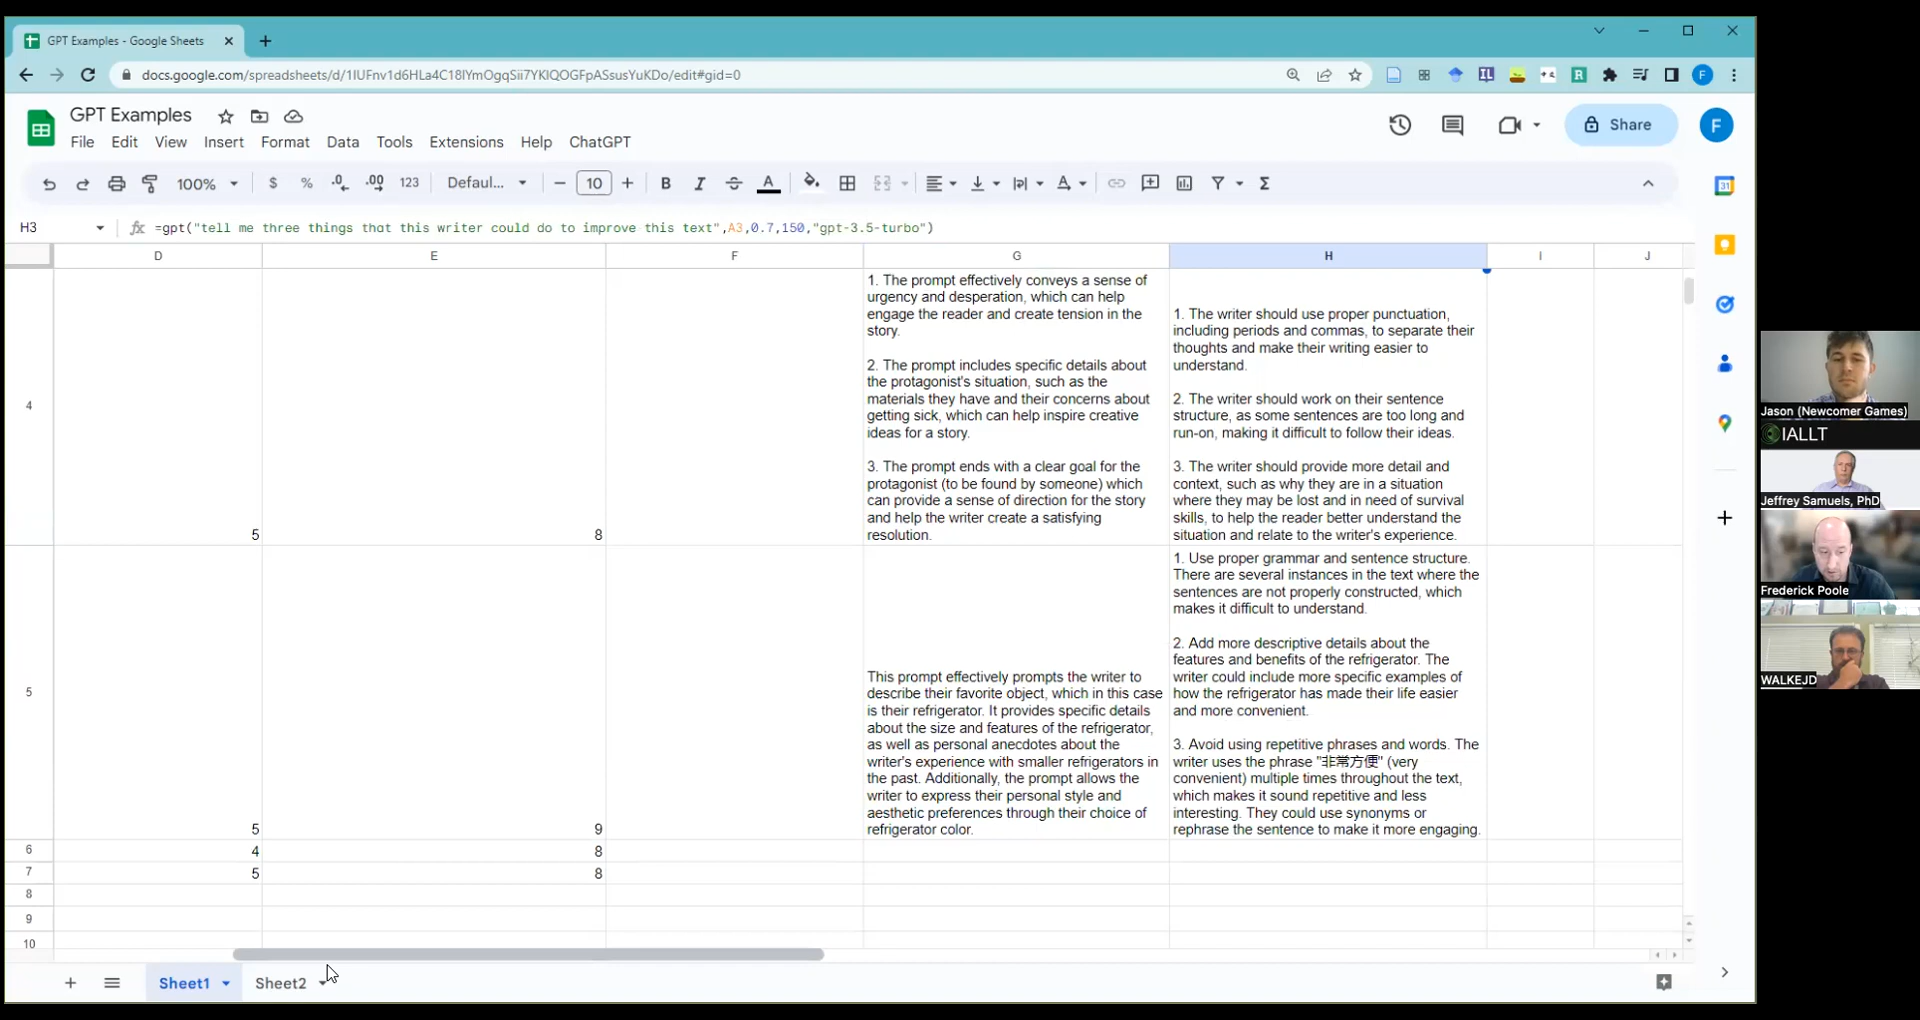 GPT Examples - Google Sheets
docs.google.com/spreadsheets/d/1IUFnv1d6HLa4C18lYmOgqSii7YKlQOGFpASsusYuKDo/edit#gid=0
GPT Examples
File Edit View Insert Format Data Tools Extensions Help ChatGPT
Share
F
100% $ % .0 .00 123 Defaul... 10 B I A
H3
fx =gpt("tell me three things that this writer could do to improve this text",A3,0.7,150,"gpt-3.5-turbo")
D E F G H I J
4
5
8
1. The prompt effectively conveys a sense of
urgency and desperation, which can help
engage the reader and create tension in the
story.
2. The prompt includes specific details about
the protagonist's situation, such as the
materials they have and their concerns about
getting sick, which can help inspire creative
ideas for a story.
3. The prompt ends with a clear goal for the
protagonist (to be found by someone) which
can provide a sense of direction for the story
and help the writer create a satisfying
resolution.
1. The writer should use proper punctuation,
including periods and commas, to separate their
thoughts and make their writing easier to
understand.
2. The writer should work on their sentence
structure, as some sentences are too long and
run-on, making it difficult to follow their ideas.
3. The writer should provide more detail and
context, such as why they are in a situation
where they may be lost and in need of survival
skills, to help the reader better understand the
situation and relate to the writer's experience.
5
5
9
This prompt effectively prompts the writer to
describe their favorite object, which in this case
is their refrigerator. It provides specific details
about the size and features of the refrigerator,
as well as personal anecdotes about the
writer's experience with smaller refrigerators in
the past. Additionally, the prompt allows the
writer to express their personal style and
aesthetic preferences through their choice of
refrigerator color.
1. Use proper grammar and sentence structure.
There are several instances in the text where the
sentences are not properly constructed, which
makes it difficult to understand.
2. Add more descriptive details about the
features and benefits of the refrigerator. The
writer could include more specific examples of
how the refrigerator has made their life easier
and more convenient.
3. Avoid using repetitive phrases and words. The
writer uses the phrase "非常方便" (very
convenient) multiple times throughout the text,
which makes it sound repetitive and less
interesting. They could use synonyms or
rephrase the sentence to make it more engaging.
6 4 8
7 5 8
8
9
10
Sheet1 Sheet2
Jason (Newcomer Games)
IALLT
Jeffrey Samuels, PhD
Frederick Poole
WALKEJD